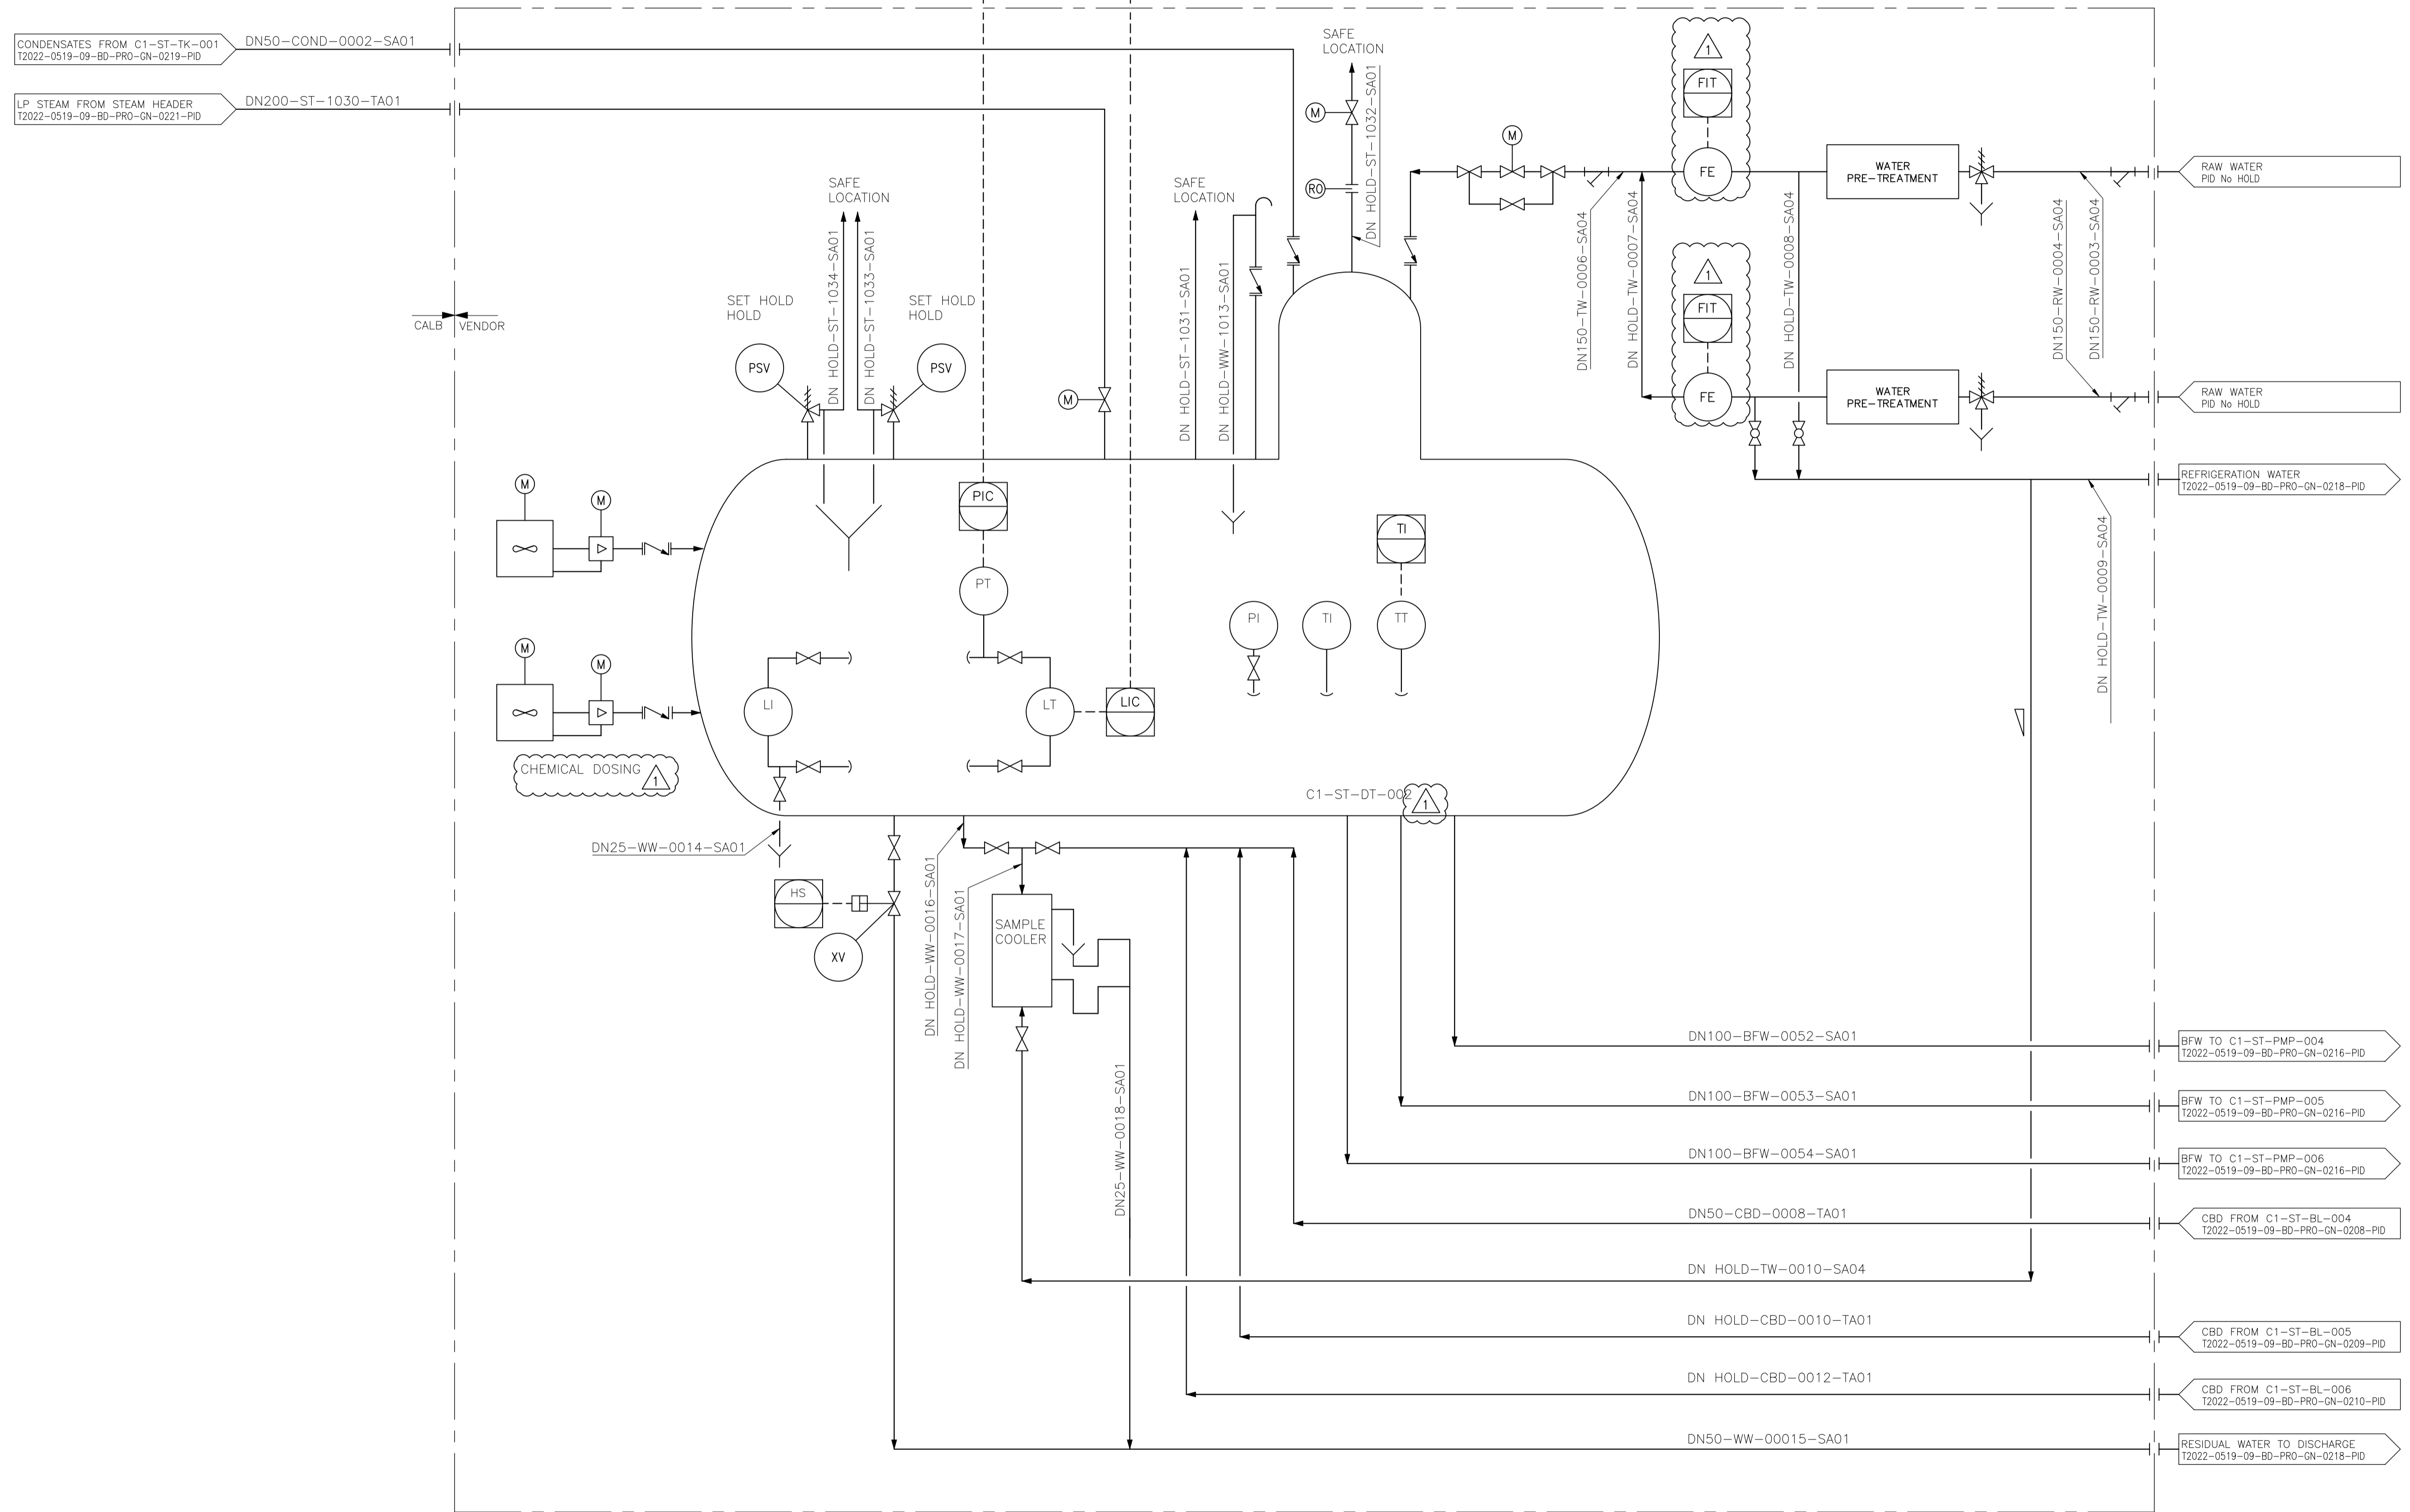 CONDENSATES FROM C1-ST-TK-001
T2022-0519-09-BD-PRO-GN-0219-PID
DN50-COND-0002-SA01
LP STEAM FROM STEAM HEADER
T2022-0519-09-BD-PRO-GN-0221-PID
DN200-ST-1030-TA01
CALB
VENDOR
SAFE
LOCATION
DN HOLD-ST-1034-SA01
DN HOLD-ST-1033-SA01
SET HOLD
HOLD
SET HOLD
HOLD
PSV
PSV
M
SAFE
LOCATION
DN HOLD-ST-1031-SA01
DN HOLD-WW-1013-SA01
SAFE
LOCATION
M
RO
DN HOLD-ST-1032-SA01
M
DN150-TW-0006-SA04
DN HOLD-TW-0007-SA04
1
FIT
FE
DN HOLD-TW-0008-SA04
WATER
PRE-TREATMENT
DN150-RW-0004-SA04
DN150-RW-0003-SA04
RAW WATER
PID No HOLD
1
FIT
FE
WATER
PRE-TREATMENT
RAW WATER
PID No HOLD
REFRIGERATION WATER
T2022-0519-09-BD-PRO-GN-0218-PID
DN HOLD-TW-0009-SA04
M
M
M
M
CHEMICAL DOSING
1
PIC
PT
LI
LT
LIC
PI
TI
TI
TT
C1-ST-DT-002
1
DN25-WW-0014-SA01
HS
XV
DN HOLD-WW-0016-SA01
DN HOLD-WW-0017-SA01
SAMPLE
COOLER
DN25-WW-0018-SA01
DN100-BFW-0052-SA01
BFW TO C1-ST-PMP-004
T2022-0519-09-BD-PRO-GN-0216-PID
DN100-BFW-0053-SA01
BFW TO C1-ST-PMP-005
T2022-0519-09-BD-PRO-GN-0216-PID
DN100-BFW-0054-SA01
BFW TO C1-ST-PMP-006
T2022-0519-09-BD-PRO-GN-0216-PID
DN50-CBD-0008-TA01
CBD FROM C1-ST-BL-004
T2022-0519-09-BD-PRO-GN-0208-PID
DN HOLD-TW-0010-SA04
DN HOLD-CBD-0010-TA01
CBD FROM C1-ST-BL-005
T2022-0519-09-BD-PRO-GN-0209-PID
DN HOLD-CBD-0012-TA01
CBD FROM C1-ST-BL-006
T2022-0519-09-BD-PRO-GN-0210-PID
DN50-WW-00015-SA01
RESIDUAL WATER TO DISCHARGE
T2022-0519-09-BD-PRO-GN-0218-PID